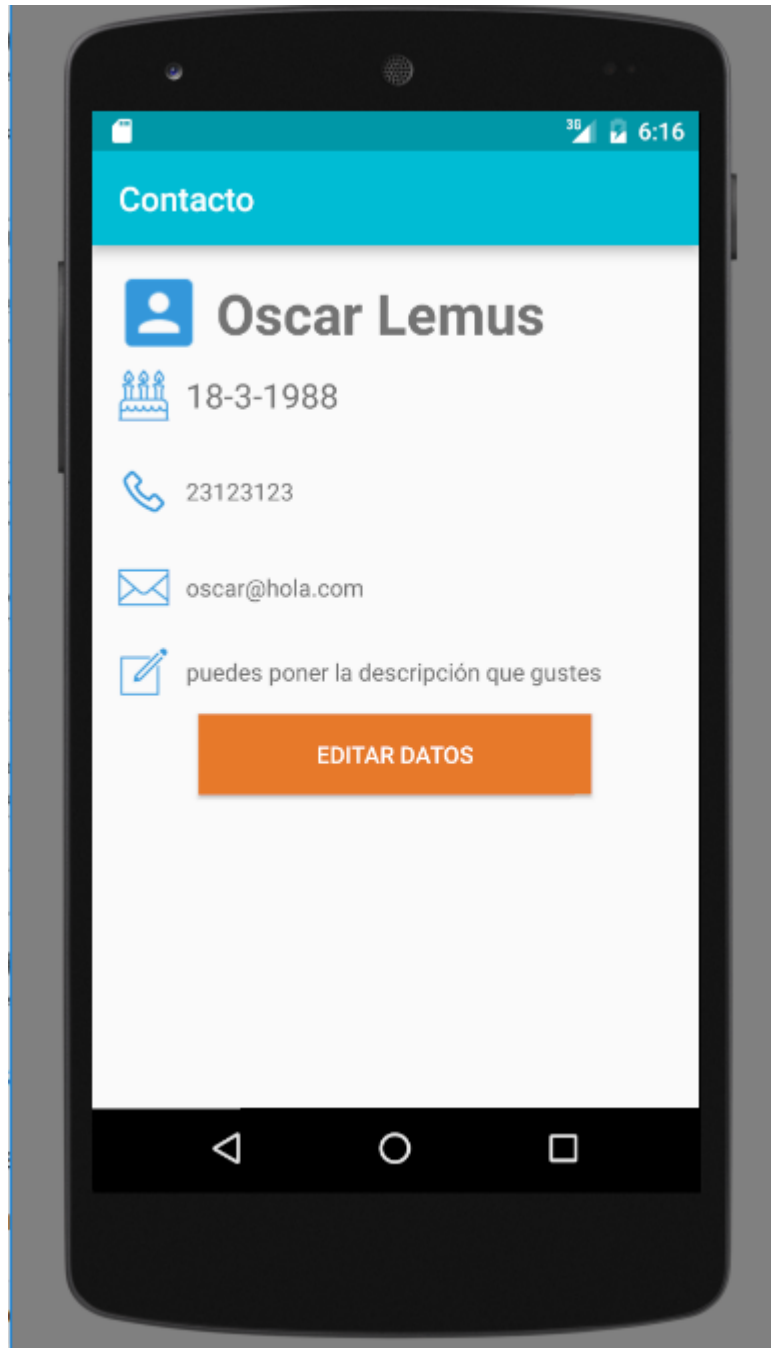 3G 6:16
Contacto
Oscar Lemus
18-3-1988
23123123
oscar@hola.com
puedes poner la descripción que gustes
EDITAR DATOS